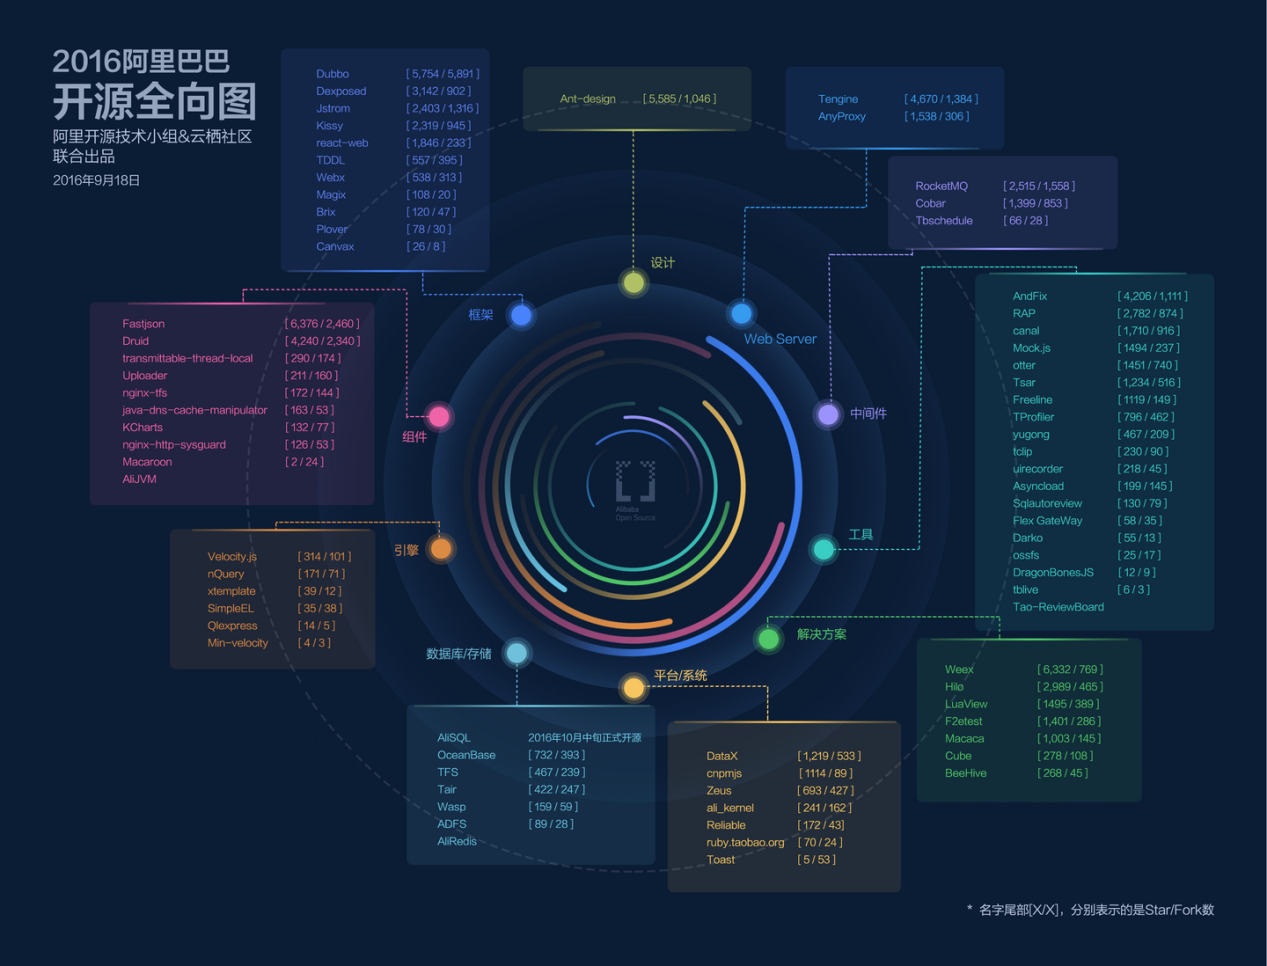 2016阿里巴巴
开源全向图
阿里开源技术小组&云栖社区
联合出品
2016年9月18日
Dubbo [ 5,754 / 5,891 ]
Dexposed [ 3,142 / 902 ]
Jstrom [ 2,403 / 1,316 ]
Kissy [ 2,319 / 945 ]
react-web [ 1,846 / 233 ]
TDDL [ 557 / 395 ]
Webx [ 538 / 313 ]
Magix [ 108 / 20 ]
Brix [ 120 / 47 ]
Plover [ 78 / 30 ]
Canvax [ 26 / 8 ]
Ant-design [ 5,585 / 1,046 ]
Tengine [ 4,670 / 1,384 ]
AnyProxy [ 1,538 / 306 ]
RocketMQ [ 2,515 / 1,558 ]
Cobar [ 1,399 / 853 ]
Tbschedule [ 66 / 28 ]
设计
框架
Web Server
中间件
组件
工具
引擎
解决方案
数据库/存储
平台/系统
Alibaba
Open Source
Fastjson [ 6,376 / 2,460 ]
Druid [ 4,240 / 2,340 ]
transmittable-thread-local [ 290 / 174 ]
Uploader [ 211 / 160 ]
nginx-tfs [ 172 / 144 ]
java-dns-cache-manipulator [ 163 / 53 ]
KCharts [ 132 / 77 ]
nginx-http-sysguard [ 126 / 53 ]
Macaroon [ 2 / 24 ]
AliJVM
AndFix [ 4,206 / 1,111 ]
RAP [ 2,782 / 874 ]
canal [ 1,710 / 916 ]
Mock.js [ 1494 / 237 ]
otter [ 1451 / 740 ]
Tsar [ 1,234 / 516 ]
Freeline [ 1119 / 149 ]
TProfiler [ 796 / 462 ]
yugong [ 467 / 209 ]
tclip [ 230 / 90 ]
uirecorder [ 218 / 45 ]
Asyncload [ 199 / 145 ]
Sqlautoreview [ 130 / 79 ]
Flex GateWay [ 58 / 35 ]
Darko [ 55 / 13 ]
ossfs [ 25 / 17 ]
DragonBonesJS [ 12 / 9 ]
tblive [ 6 / 3 ]
Tao-ReviewBoard
Velocity.js [ 314 / 101 ]
nQuery [ 171 / 71 ]
xtemplate [ 39 / 12 ]
SimpleEL [ 35 / 38 ]
Qlexpress [ 14 / 5 ]
Min-velocity [ 4 / 3 ]
Weex [ 6,332 / 769 ]
Hilo [ 2,989 / 465 ]
LuaView [ 1495 / 389 ]
F2etest [ 1,401 / 286 ]
Macaca [ 1,003 / 145 ]
Cube [ 278 / 108 ]
BeeHive [ 268 / 45 ]
AliSQL 2016年10月中旬正式开源
OceanBase [ 732 / 393 ]
TFS [ 467 / 239 ]
Tair [ 422 / 247 ]
Wasp [ 159 / 59 ]
ADFS [ 89 / 28 ]
AliRedis
DataX [ 1,219 / 533 ]
cnpmjs [ 1114 / 89 ]
Zeus [ 693 / 427 ]
ali_kernel [ 241 / 162 ]
Reliable [ 172 / 43]
ruby.taobao.org [ 70 / 24 ]
Toast [ 5 / 53 ]
* 名字尾部[X/X]，分别表示的是Star/Fork数